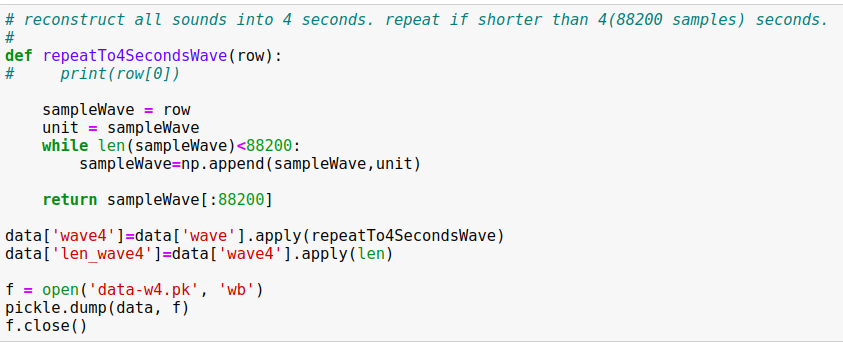 # reconstruct all sounds into 4 seconds. repeat if shorter than 4(88200 samples) seconds.
#
def repeatTo4SecondsWave(row):
#     print(row[0])
    sampleWave = row
    unit = sampleWave
    while len(sampleWave)<88200:
        sampleWave=np.append(sampleWave,unit)
    return sampleWave[:88200]
data['wave4']=data['wave'].apply(repeatTo4SecondsWave)
data['len_wave4']=data['wave4'].apply(len)
f = open('data-w4.pk', 'wb')
pickle.dump(data, f)
f.close()